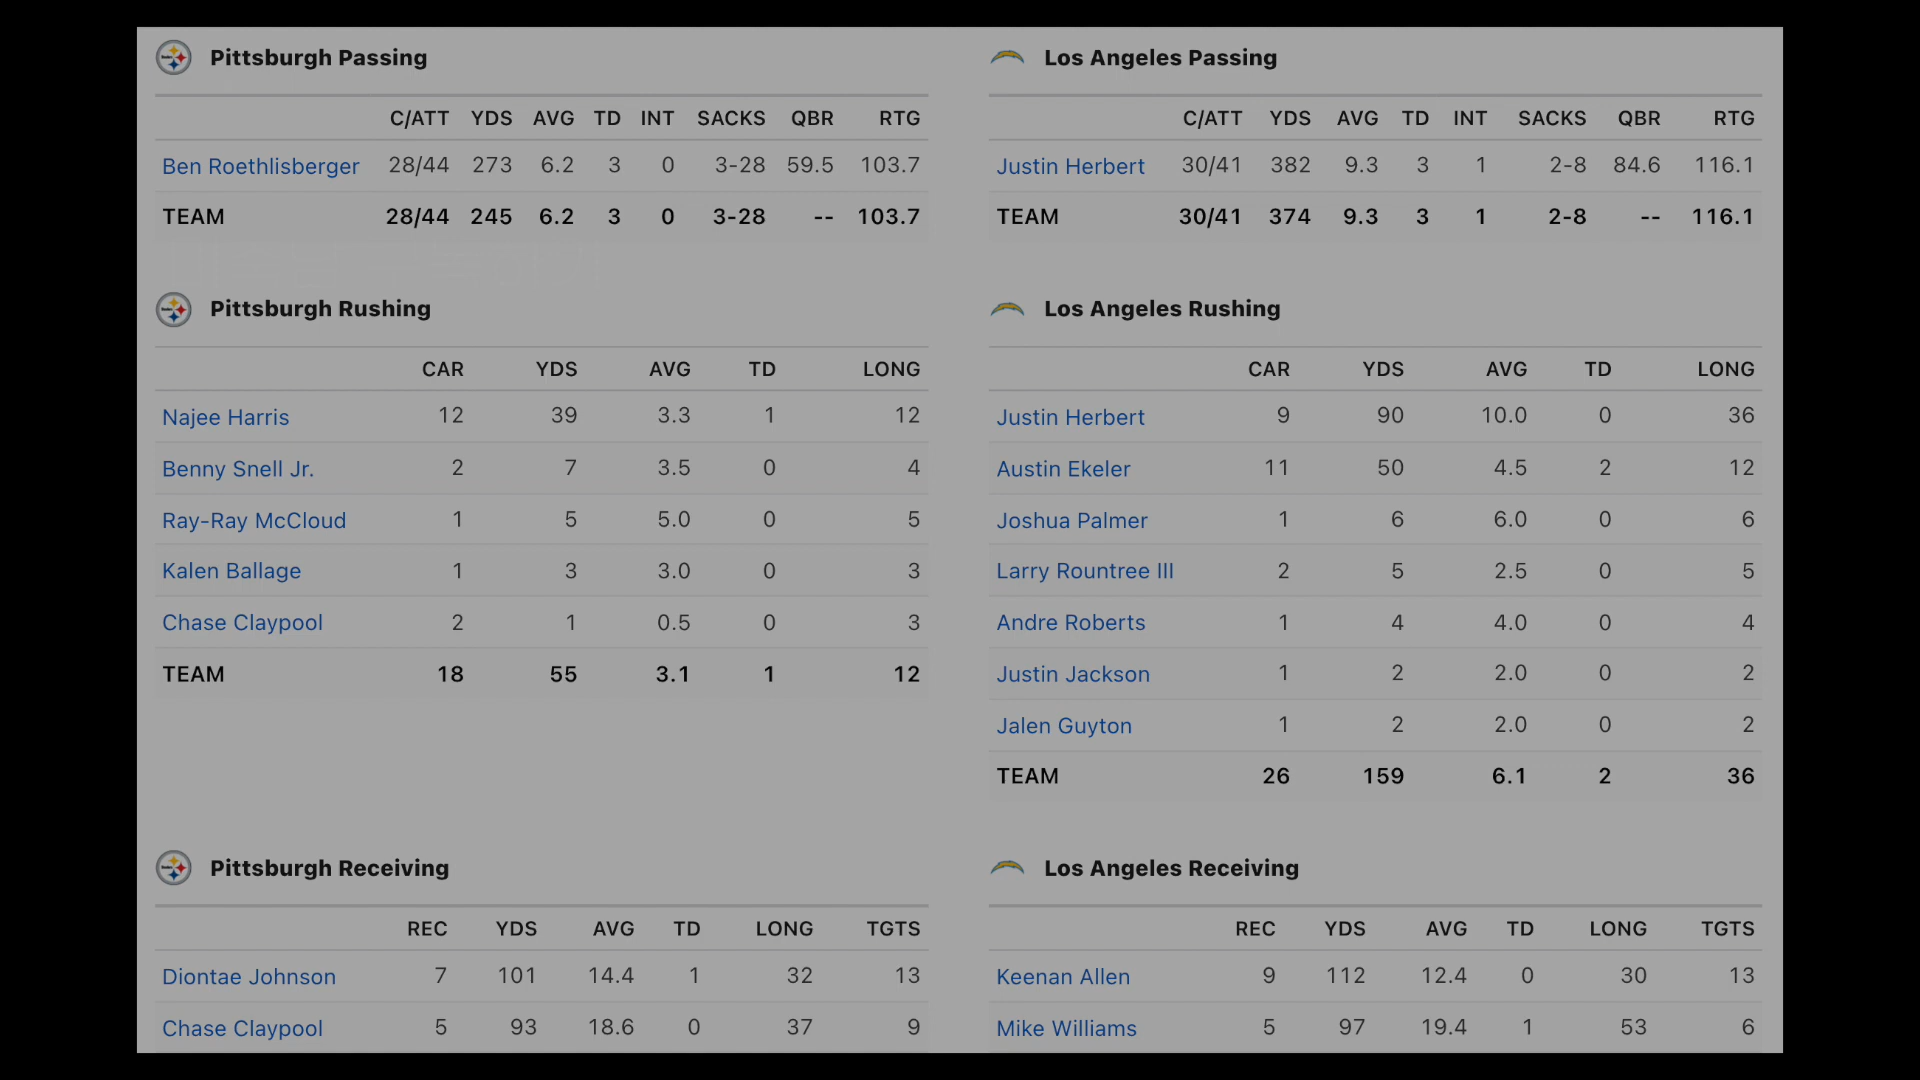 Pittsburgh Passing
C/ATT YDS AVG TD INT SACKS QBR RTG
Ben Roethlisberger 28/44 273 6.2 3 0 3-28 59.5 103.7
TEAM 28/44 245 6.2 3 0 3-28 -- 103.7
Los Angeles Passing
C/ATT YDS AVG TD INT SACKS QBR RTG
Justin Herbert 30/41 382 9.3 3 1 2-8 84.6 116.1
TEAM 30/41 374 9.3 3 1 2-8 -- 116.1
Pittsburgh Rushing
CAR YDS AVG TD LONG
Najee Harris 12 39 3.3 1 12
Benny Snell Jr. 2 7 3.5 0 4
Ray-Ray McCloud 1 5 5.0 0 5
Kalen Ballage 1 3 3.0 0 3
Chase Claypool 2 1 0.5 0 3
TEAM 18 55 3.1 1 12
Los Angeles Rushing
CAR YDS AVG TD LONG
Justin Herbert 9 90 10.0 0 36
Austin Ekeler 11 50 4.5 2 12
Joshua Palmer 1 6 6.0 0 6
Larry Rountree III 2 5 2.5 0 5
Andre Roberts 1 4 4.0 0 4
Justin Jackson 1 2 2.0 0 2
Jalen Guyton 1 2 2.0 0 2
TEAM 26 159 6.1 2 36
Pittsburgh Receiving
REC YDS AVG TD LONG TGTS
Diontae Johnson 7 101 14.4 1 32 13
Chase Claypool 5 93 18.6 0 37 9
Los Angeles Receiving
REC YDS AVG TD LONG TGTS
Keenan Allen 9 112 12.4 0 30 13
Mike Williams 5 97 19.4 1 53 6